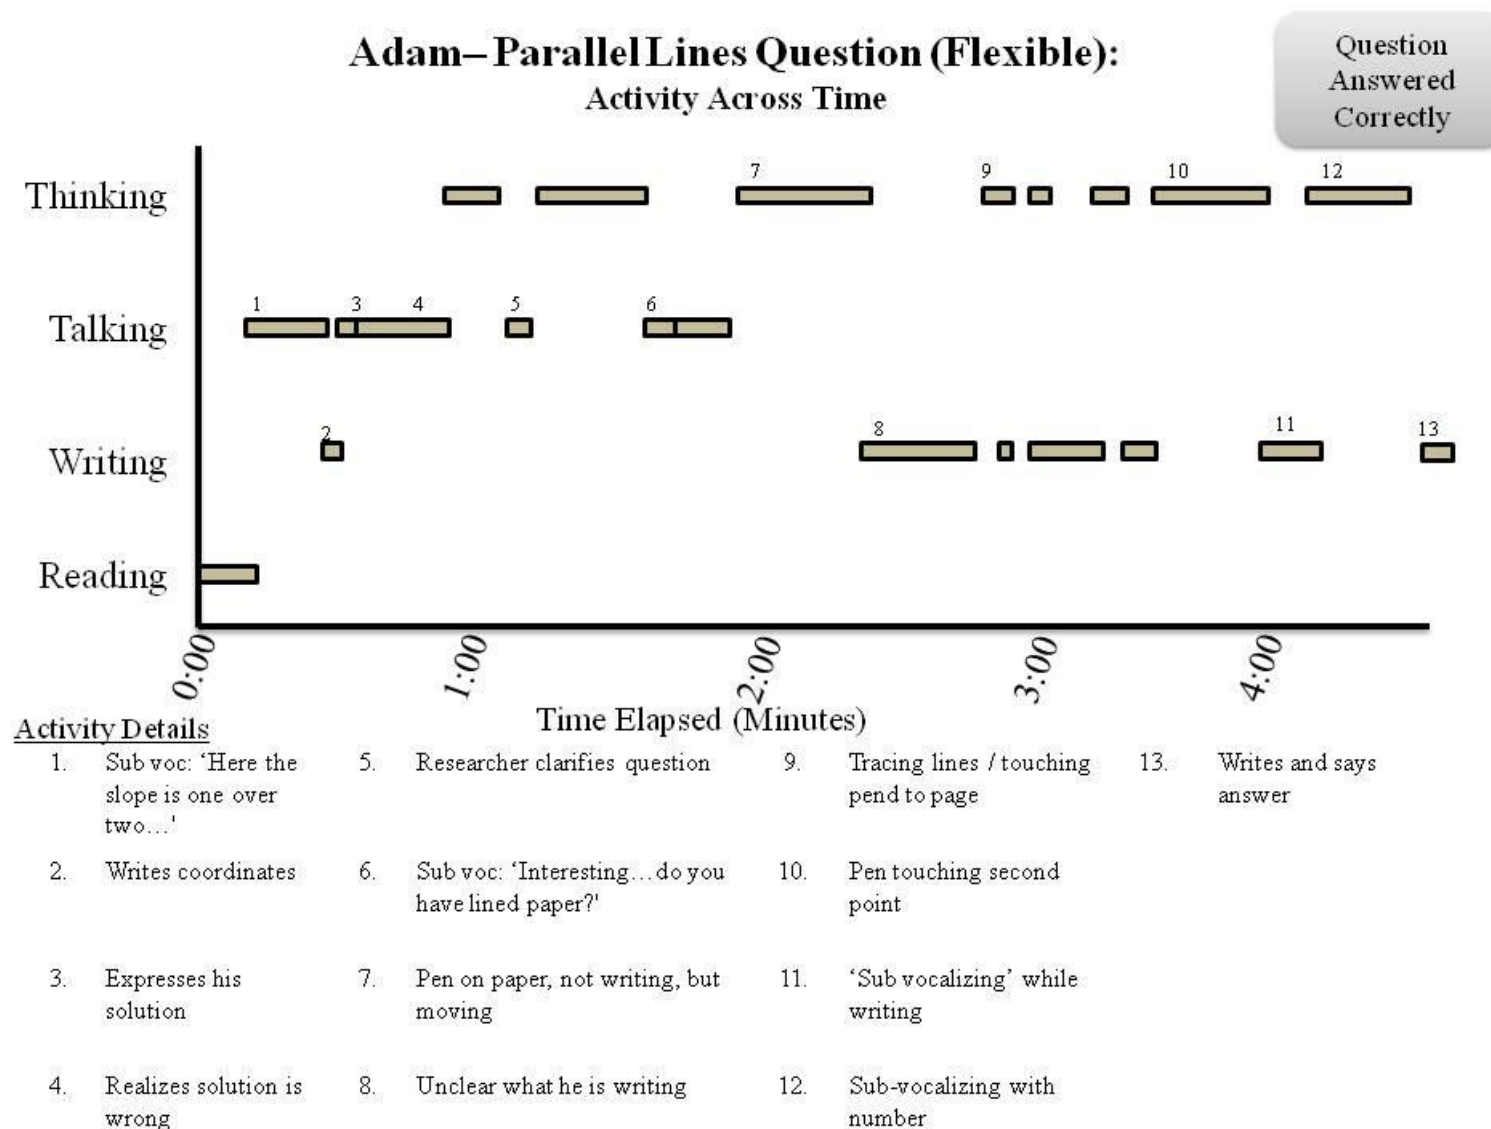 Adam– Parallel Lines Question (Flexible):
Activity Across Time
Question
Answered
Correctly
Thinking
7
9
10
12
Talking
1
3
4
5
6
Writing
2
8
11
13
Reading
0:00
1:00
2:00
3:00
4:00
Time Elapsed (Minutes)
Activity Details
1. Sub voc: ‘Here the
slope is one over
two…'
2. Writes coordinates
3. Expresses his
solution
4. Realizes solution is
wrong
5. Researcher clarifies question
6. Sub voc: ‘Interesting…do you
have lined paper?'
7. Pen on paper, not writing, but
moving
8. Unclear what he is writing
9. Tracing lines / touching
pend to page
10. Pen touching second
point
11. ‘Sub vocalizing’ while
writing
12. Sub-vocalizing with
number
13. Writes and says
answer